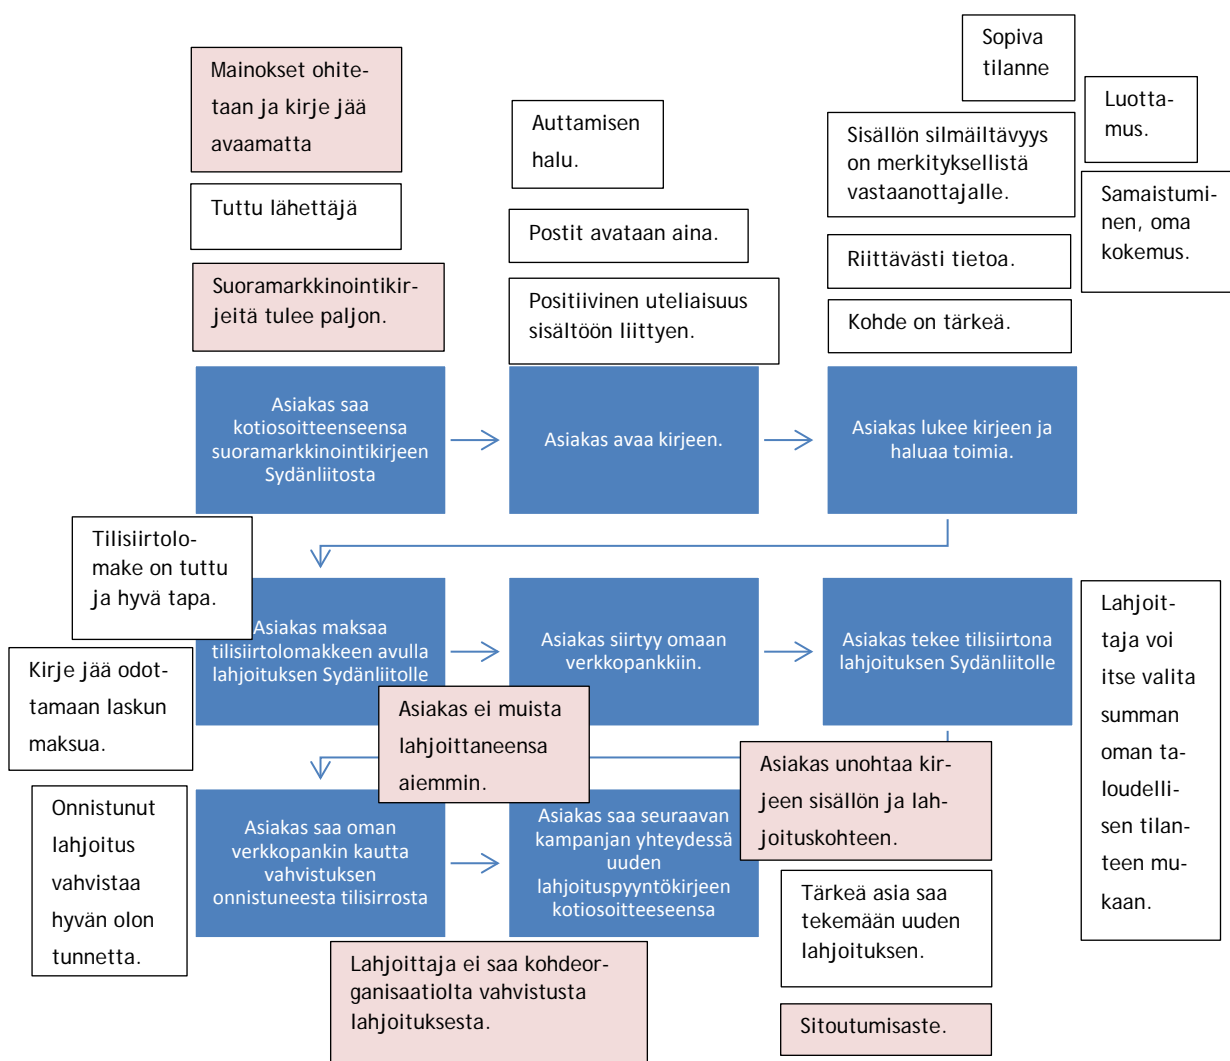 Mainokset ohite-
taan ja kirje jää
avaamatta
Tuttu lähettäjä
Suoramarkkinointikir-
jeitä tulee paljon.
Auttamisen
halu.
Postit avataan aina.
Positiivinen uteliaisuus
sisältöön liittyen.
Sopiva
tilanne
Luotta-
mus.
Sisällön silmäiltävyys
on merkityksellistä
vastaanottajalle.
Samaistumi-
nen, oma
kokemus.
Riittävästi tietoa.
Kohde on tärkeä.
Asiakas saa
kotiosoitteenseensa
suoramarkkinointikirjeen
Sydänliitosta
Asiakas avaa kirjeen.
Asiakas lukee kirjeen ja
haluaa toimia.
Tilisiirtolo-
make on tuttu
ja hyvä tapa.
Asiakas maksaa
tilisiirtolomakkeen avulla
lahjoituksen Sydänliitolle
Asiakas siirtyy omaan
verkkopankkiin.
Asiakas tekee tilisiirtona
lahjoituksen Sydänliitolle
Lahjoit-
taja voi
itse valita
summan
oman ta-
loudelli-
sen tilan-
teen mu-
kaan.
Kirje jää odot-
tamaan laskun
maksua.
Asiakas ei muista
lahjoittaneensa
aiemmin.
Asiakas unohtaa kir-
jeen sisällön ja lah-
joituskohteen.
Onnistunut
lahjoitus
vahvistaa
hyvän olon
tunnetta.
Asiakas saa oman
verkkopankin kautta
vahvistuksen
onnistuneesta tilisirrosta
Asiakas saa seuraavan
kampanjan yhteydessä
uuden
lahjoituspyyntökirjeen
kotiosoitteeseensa
Tärkeä asia saa
tekemään uuden
lahjoituksen.
Lahjoittaja ei saa kohdeor-
ganisaatiolta vahvistusta
lahjoituksesta.
Sitoutumisaste.